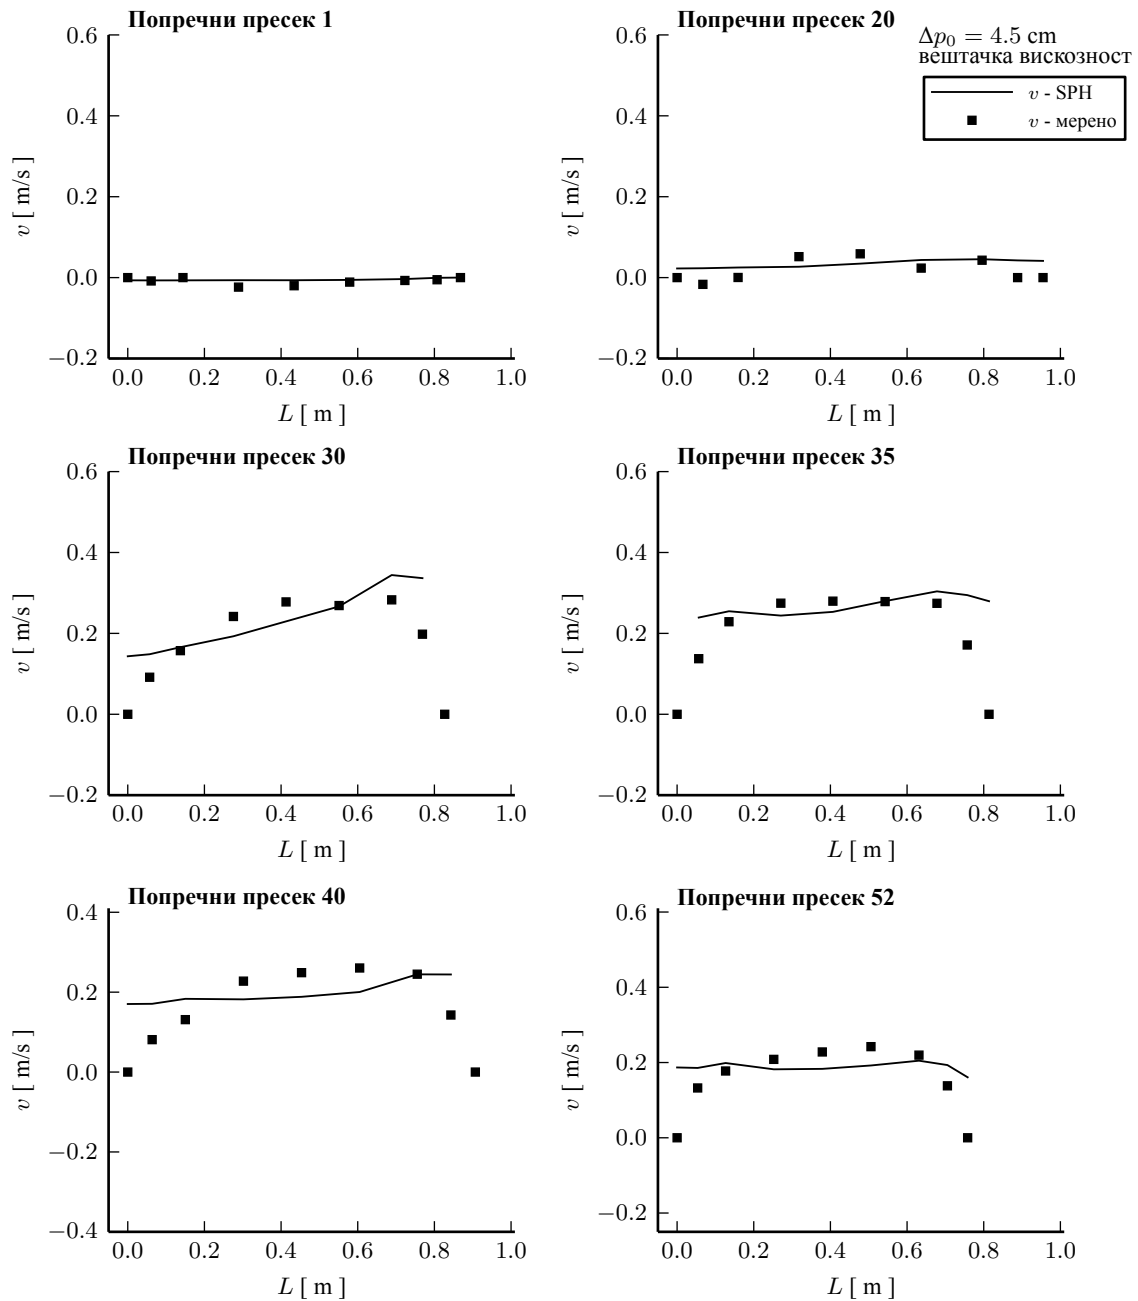 Попречни пресек 1
0.6
0.4
0.2
0.0
−0.2
v [ m/s ]
0.0 0.2 0.4 0.6 0.8 1.0
L [ m ]
Попречни пресек 20
Δp₀ = 4.5 cm
вештачка вискозност
v - SPH
v - мерено
0.6
0.4
0.2
0.0
−0.2
v [ m/s ]
0.0 0.2 0.4 0.6 0.8 1.0
L [ m ]
Попречни пресек 30
0.6
0.4
0.2
0.0
−0.2
v [ m/s ]
0.0 0.2 0.4 0.6 0.8 1.0
L [ m ]
Попречни пресек 35
0.6
0.4
0.2
0.0
−0.2
v [ m/s ]
0.0 0.2 0.4 0.6 0.8 1.0
L [ m ]
Попречни пресек 40
0.4
0.2
0.0
−0.2
−0.4
v [ m/s ]
0.0 0.2 0.4 0.6 0.8 1.0
L [ m ]
Попречни пресек 52
0.6
0.4
0.2
0.0
−0.2
v [ m/s ]
0.0 0.2 0.4 0.6 0.8 1.0
L [ m ]